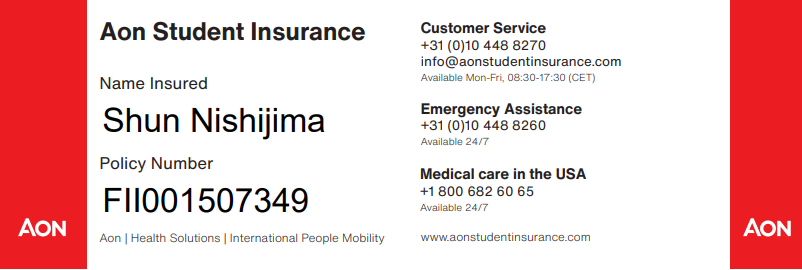 Aon Student Insurance
Name Insured
Shun Nishijima
Policy Number
FII001507349
Aon | Health Solutions | International People Mobility
Customer Service
+31 (0)10 448 8270
info@aonstudentinsurance.com
Available Mon-Fri, 08:30-17:30 (CET)
Emergency Assistance
+31 (0)10 448 8260
Available 24/7
Medical care in the USA
+1 800 682 60 65
Available 24/7
www.aonstudentinsurance.com
AON
AON